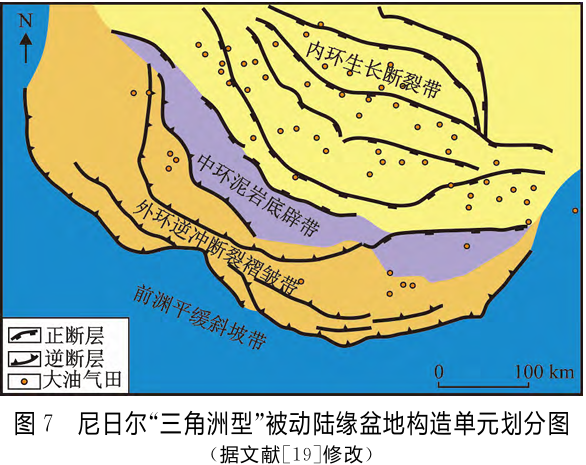 N
内环生长断裂带
中环泥岩底辟带
外环逆冲断裂褶皱带
前渊平缓斜坡带
正断层
逆断层
大油气田
0 100 km
图 7 尼日尔“三角洲型”被动陆缘盆地构造单元划分图
（据文献[19]修改）